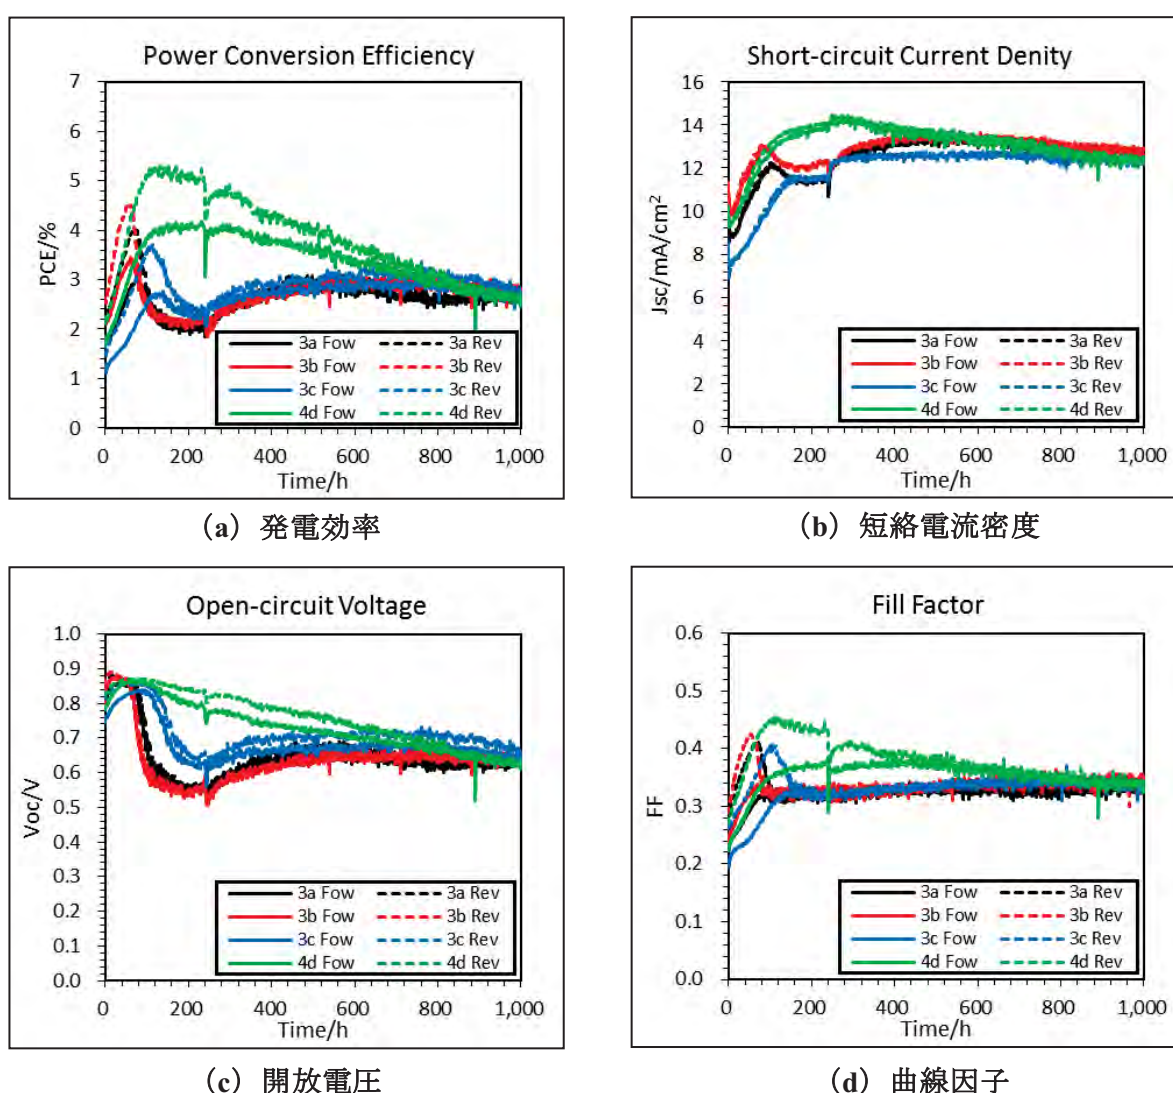 Power Conversion Efficiency
7
6
5
4
3
2
1
0
PCE/%
3a Fow 3a Rev
3b Fow 3b Rev
3c Fow 3c Rev
4d Fow 4d Rev
0 200 400 600 800 1,000
Time/h
(a) 発電効率
Short-circuit Current Denity
16
14
12
10
8
6
4
2
0
Jsc/mA/cm²
3a Fow 3a Rev
3b Fow 3b Rev
3c Fow 3c Rev
4d Fow 4d Rev
0 200 400 600 800 1,000
Time/h
(b) 短絡電流密度
Open-circuit Voltage
1.0
0.9
0.8
0.7
0.6
0.5
0.4
0.3
0.2
0.1
0.0
Voc/V
3a Fow 3a Rev
3b Fow 3b Rev
3c Fow 3c Rev
4d Fow 4d Rev
0 200 400 600 800 1,000
Time/h
(c) 開放電圧
Fill Factor
0.6
0.5
0.4
0.3
0.2
0.1
0.0
FF
3a Fow 3a Rev
3b Fow 3b Rev
3c Fow 3c Rev
4d Fow 4d Rev
0 200 400 600 800 1,000
Time/h
(d) 曲線因子